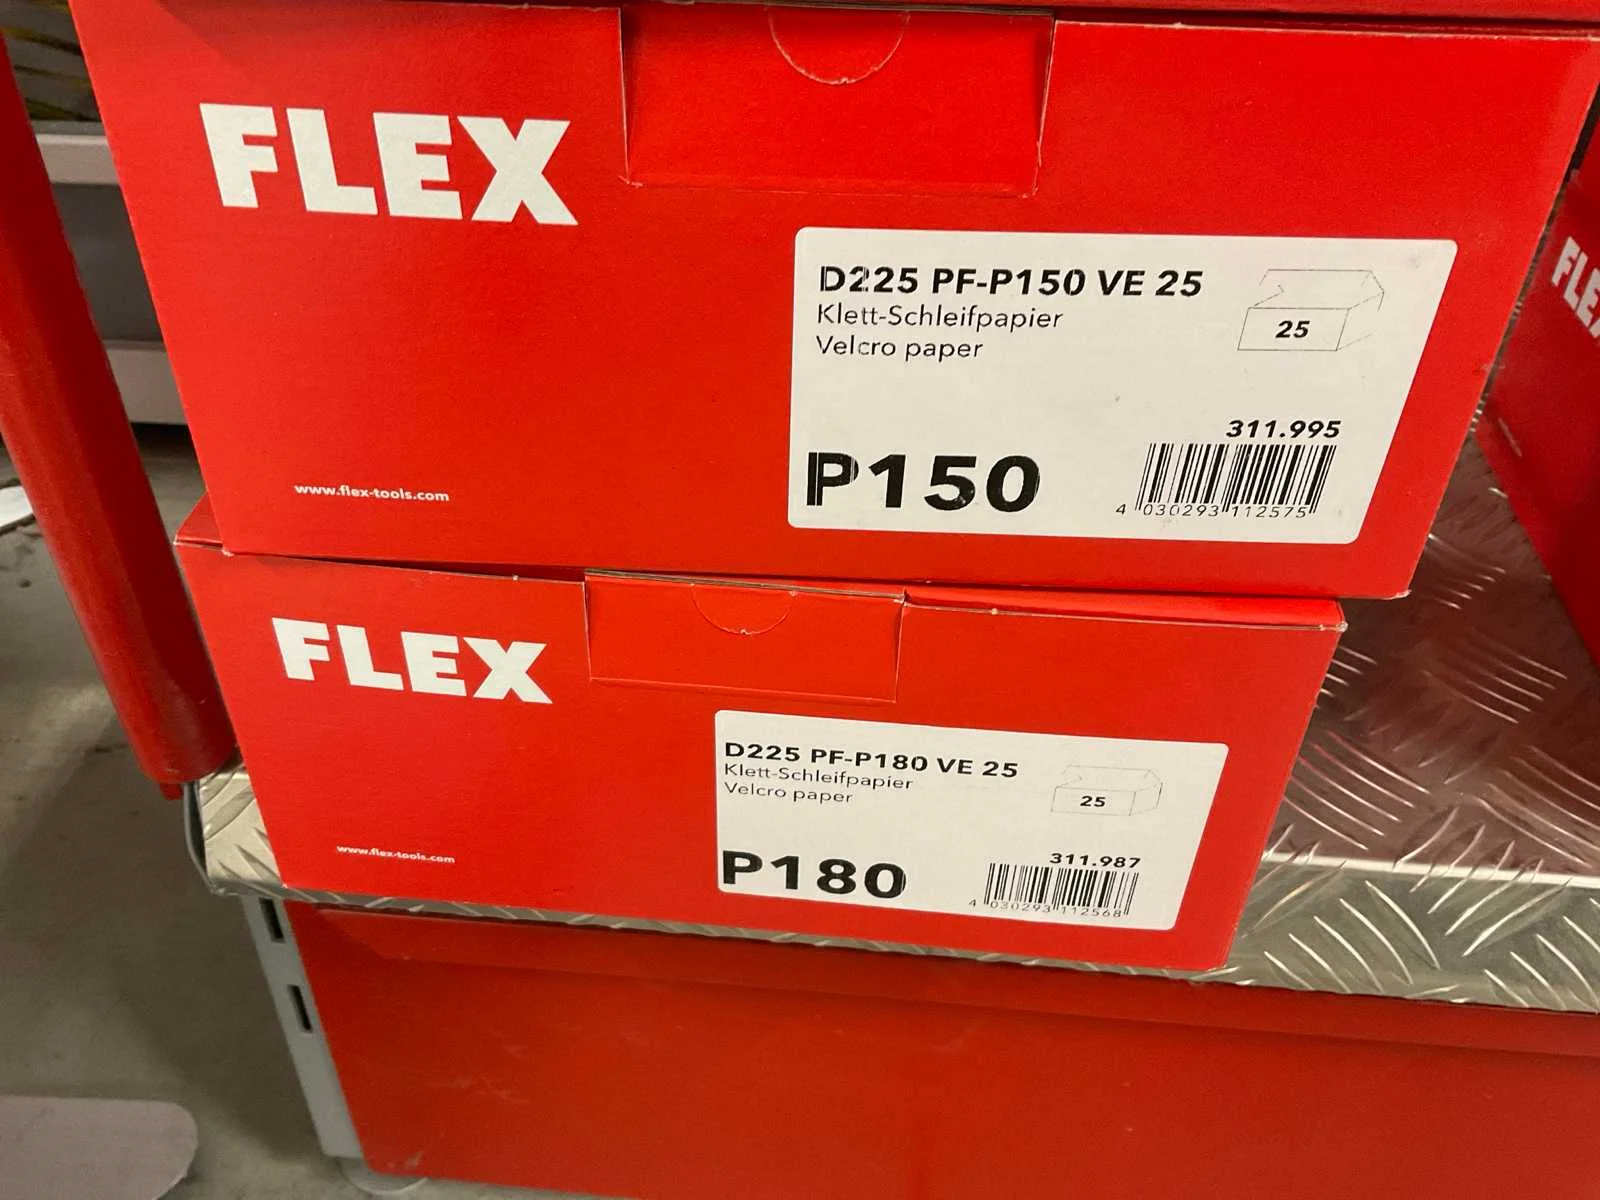 FLEX
D225 PF-P150 VE 25
Klett-Schleifpapier
Velcro paper
25
311.995
P150
4 030293 112575
www.flex-tools.com
FLEX
FLEX
D225 PF-P180 VE 25
Klett-Schleifpapier
Velcro paper
25
311.987
P180
4 030293 112568
www.flex-tools.com